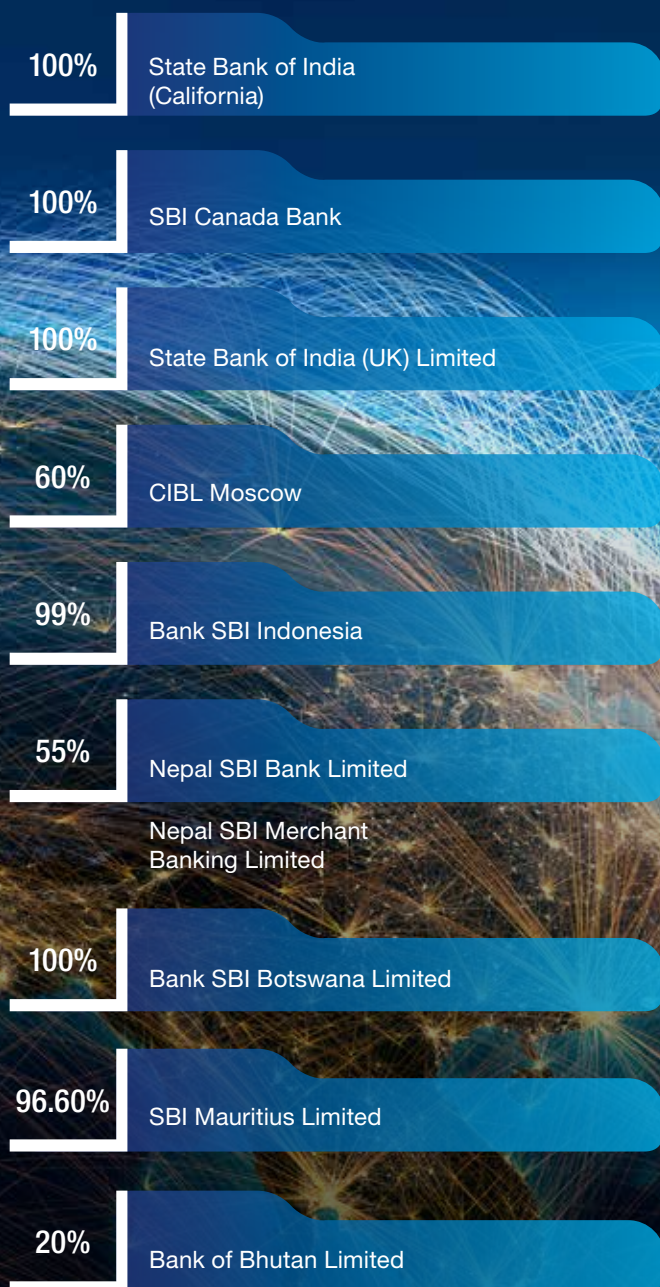 100%
State Bank of India
(California)
100%
SBI Canada Bank
100%
State Bank of India (UK) Limited
60%
CIBL Moscow
99%
Bank SBI Indonesia
55%
Nepal SBI Bank Limited
Nepal SBI Merchant
Banking Limited
100%
Bank SBI Botswana Limited
96.60%
SBI Mauritius Limited
20%
Bank of Bhutan Limited